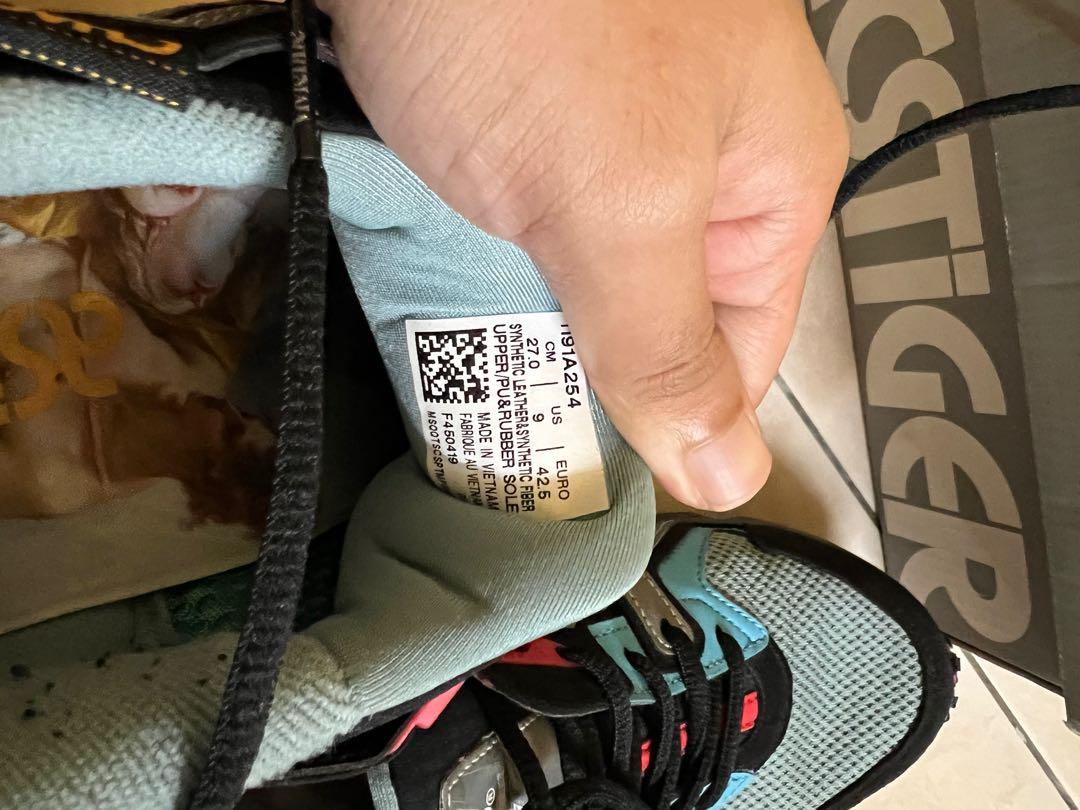 1191A254
CM | US | EURO
27.0 | 9 | 42.5
SYNTHETIC LEATHER&SYNTHETIC FIBER
UPPER/PU&RUBBER SOLE
MADE IN VIETNAM
FABRIQUE AU VIETNAM
F450419
TIGER